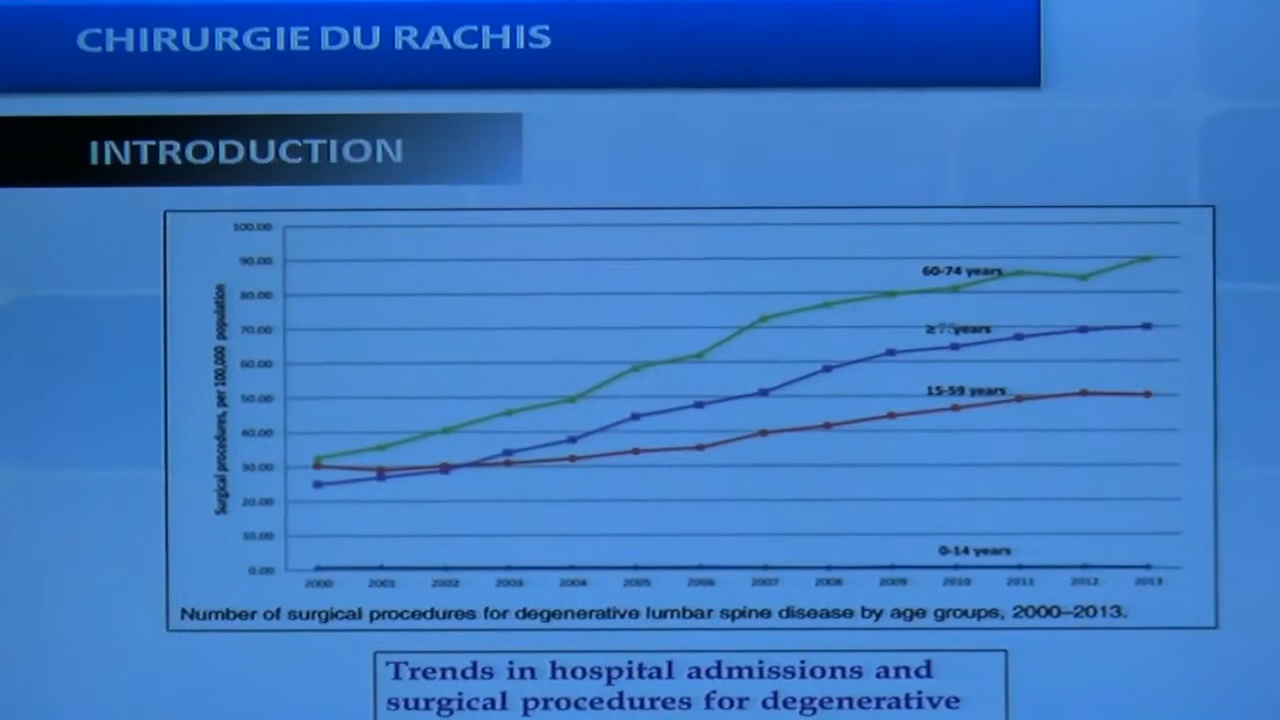 CHIRURGIE DU RACHIS
INTRODUCTION
Surgical procedures, per 100,000 population
100.00
90.00
80.00
70.00
60.00
50.00
40.00
30.00
20.00
10.00
0.00
60-74 years
years
15-59 years
0-14 years
2000 2001 2002 2003 2004 2005 2006 2007 2008 2009 2010 2011 2012 2013
Number of surgical procedures for degenerative lumbar spine disease by age groups, 2000–2013.
Trends in hospital admissions and
surgical procedures for degenerative